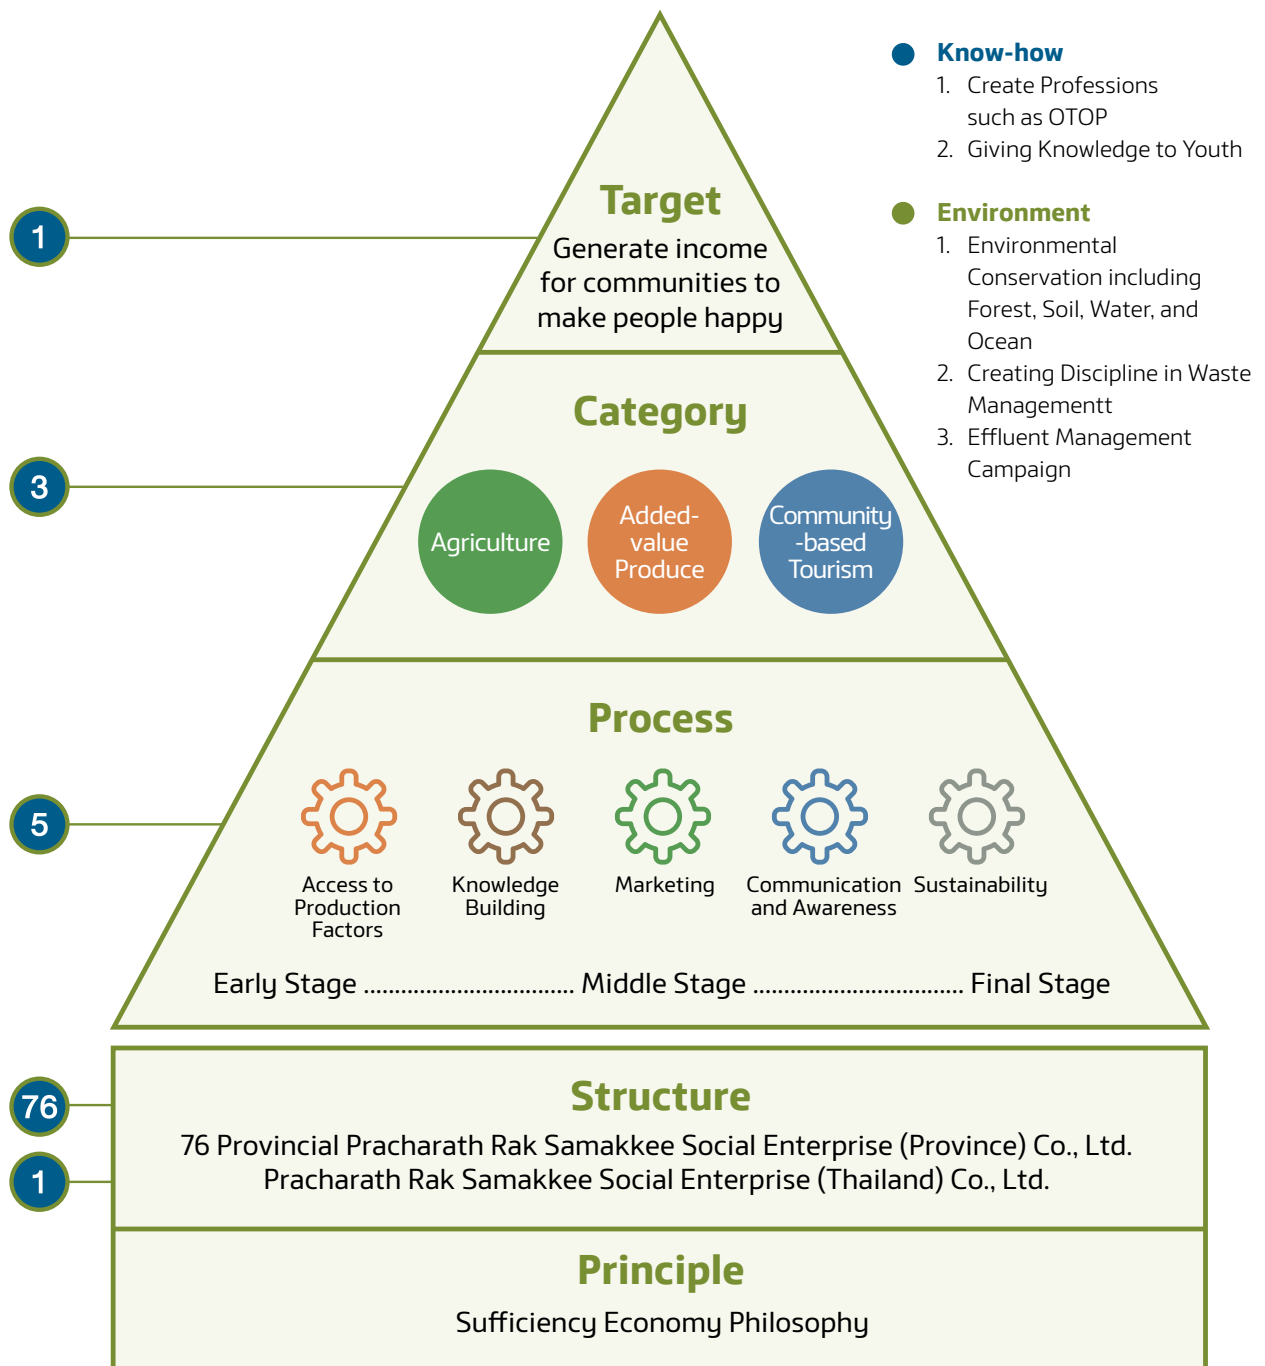 1
Target
Generate income
for communities to
make people happy
3
Category
Agriculture
Added-
value
Produce
Community
-based
Tourism
5
Process
Access to
Production
Factors
Knowledge
Building
Marketing
Communication
and Awareness
Sustainability
Early Stage .................................. Middle Stage .................................. Final Stage
76
1
Structure
76 Provincial Pracharath Rak Samakkee Social Enterprise (Province) Co., Ltd.
Pracharath Rak Samakkee Social Enterprise (Thailand) Co., Ltd.
Principle
Sufficiency Economy Philosophy
Know-how
1. Create Professions
such as OTOP
2. Giving Knowledge to Youth
Environment
1. Environmental
Conservation including
Forest, Soil, Water, and
Ocean
2. Creating Discipline in Waste
Managementt
3. Effluent Management
Campaign